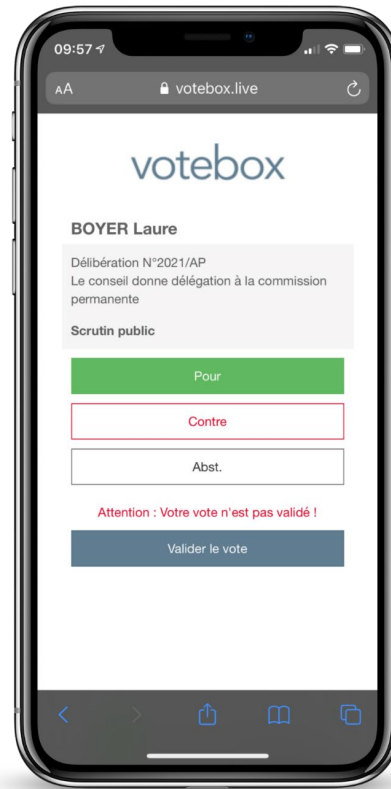 09:57
AA votebox.live
votebox
BOYER Laure
Délibération N°2021/AP
Le conseil donne délégation à la commission
permanente
Scrutin public
Pour
Contre
Abst.
Attention : Votre vote n'est pas validé !
Valider le vote